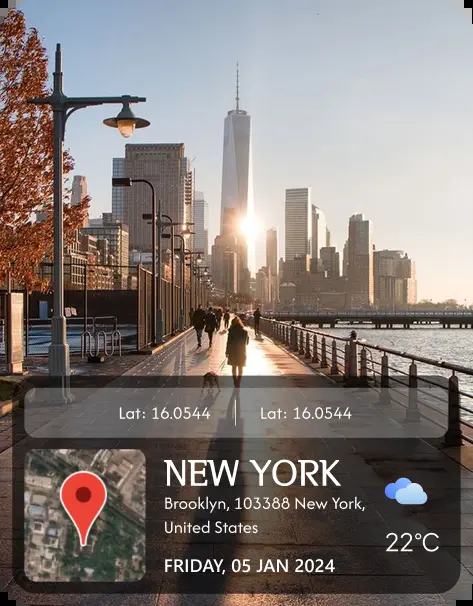 Lat: 16.0544 Lat: 16.0544
NEW YORK
Brooklyn, 103388 New York,
United States
22°C
FRIDAY, 05 JAN 2024